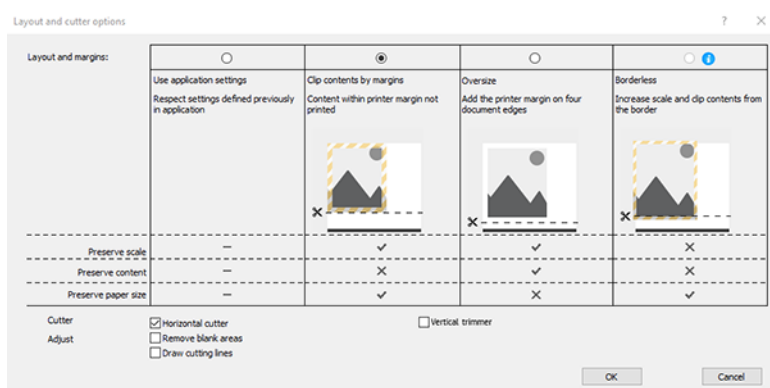 Layout and cutter options
?
Layout and margins:
Use application settings
Respect settings defined previously
in application
Clip contents by margins
Content within printer margin not
printed
Oversize
Add the printer margin on four
document edges
Borderless
Increase scale and clip contents from
the border
Preserve scale
Preserve content
Preserve paper size
Cutter
Horizontal cutter
Vertical trimmer
Adjust
Remove blank areas
Draw cutting lines
OK
Cancel